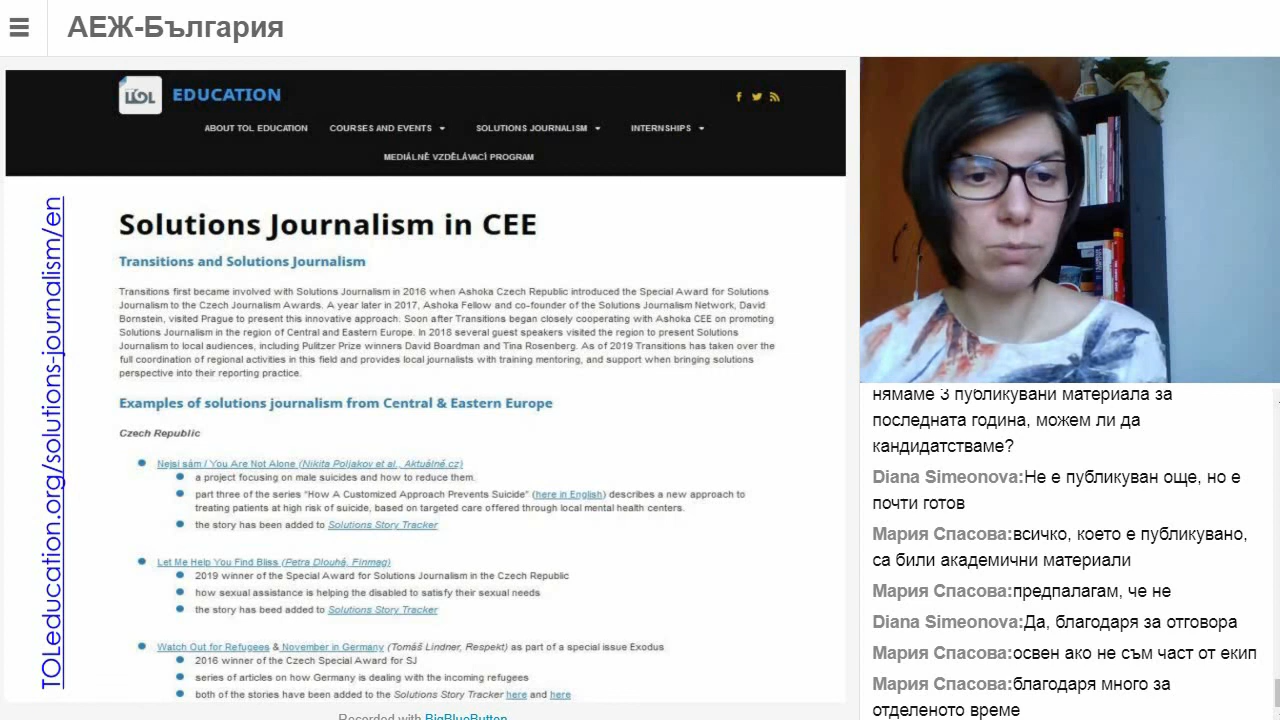 АЕЖ-България
TOL
EDUCATION
ABOUT TOL EDUCATION
COURSES AND EVENTS
SOLUTIONS JOURNALISM
INTERNSHIPS
MEDIÁLNĚ VZDĚLÁVACÍ PROGRAM
TOLeducation.org/solutions-journalism/en
Solutions Journalism in CEE
Transitions and Solutions Journalism
Transitions first became involved with Solutions Journalism in 2016 when Ashoka Czech Republic introduced the Special Award for Solutions
Journalism to the Czech Journalism Awards. A year later in 2017, Ashoka Fellow and co-founder of the Solutions Journalism Network, David
Bornstein, visited Prague to present this innovative approach. Soon after Transitions began closely cooperating with Ashoka CEE on promoting
Solutions Journalism in the region of Central and Eastern Europe. In 2018 several guest speakers visited the region to present Solutions
Journalism to local audiences, including Pulitzer Prize winners David Boardman and Tina Rosenberg. As of 2019 Transitions has taken over the
full coordination of regional activities in this field and provides local journalists with training mentoring, and support when bringing solutions
perspective into their reporting practice.
Examples of solutions journalism from Central & Eastern Europe
Czech Republic
Nejsi sám / You Are Not Alone (Nikita Poljakov et al., Aktuálně.cz)
a project focusing on male suicides and how to reduce them.
part three of the series "How A Customized Approach Prevents Suicide" (here in English) describes a new approach to
treating patients at high risk of suicide, based on targeted care offered through local mental health centers.
the story has been added to Solutions Story Tracker
Let Me Help You Find Bliss (Petra Dlouhá, Finmag)
2019 winner of the Special Award for Solutions Journalism in the Czech Republic
how sexual assistance is helping the disabled to satisfy their sexual needs
the story has beed added to Solutions Story Tracker
Watch Out for Refugees & November in Germany (Tomáš Lindner, Respekt) as part of a special issue Exodus
2016 winner of the Czech Special Award for SJ
series of articles on how Germany is dealing with the incoming refugees
both of the stories have been added to the Solutions Story Tracker here and here
Recorded with BigBlueButton
нямаме 3 публикувани материала за
последната година, можем ли да
кандидатстваме?
Diana Simeonova:Не е публикуван още, но е
почти готов
Мария Спасова:всичко, което е публикувано,
са били академични материали
Мария Спасова:предпалагам, че не
Diana Simeonova:Да, благодаря за отговора
Мария Спасова:освен ако не съм част от екип
Мария Спасова:благодаря много за
отделеното време